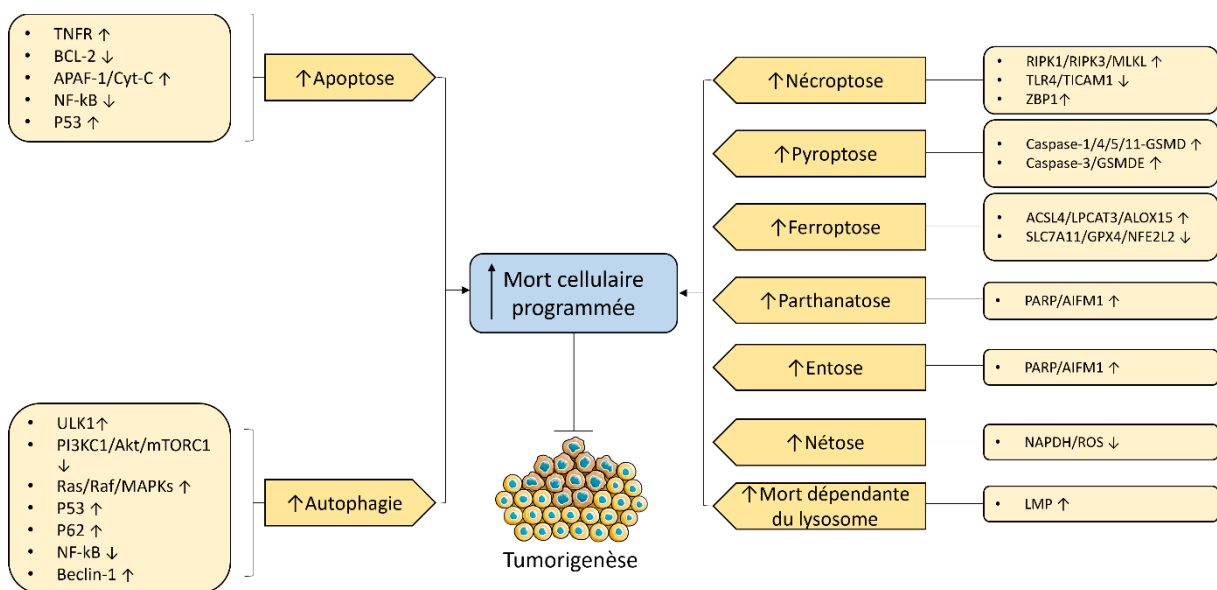 • TNFR ↑
• BCL-2 ↓
• APAF-1/Cyt-C ↑
• NF-kB ↓
• P53 ↑
↑Apoptose
• ULK1↑
• PI3KC1/Akt/mTORC1
↓
• Ras/Raf/MAPKs ↑
• P53 ↑
• P62 ↑
• NF-kB ↓
• Beclin-1 ↑
↑Autophagie
↑ Mort cellulaire
programmée
Tumorigenèse
↑Nécroptose
• RIPK1/RIPK3/MLKL ↑
• TLR4/TICAM1 ↓
• ZBP1↑
↑Pyroptose
• Caspase-1/4/5/11-GSMD ↑
• Caspase-3/GSMDE ↑
↑Ferroptose
• ACSL4/LPCAT3/ALOX15 ↑
• SLC7A11/GPX4/NFE2L2 ↓
↑Parthanatose
• PARP/AIFM1 ↑
↑Entose
• PARP/AIFM1 ↑
↑Nétose
• NAPDH/ROS ↓
↑Mort dépendante
du lysosome
• LMP ↑